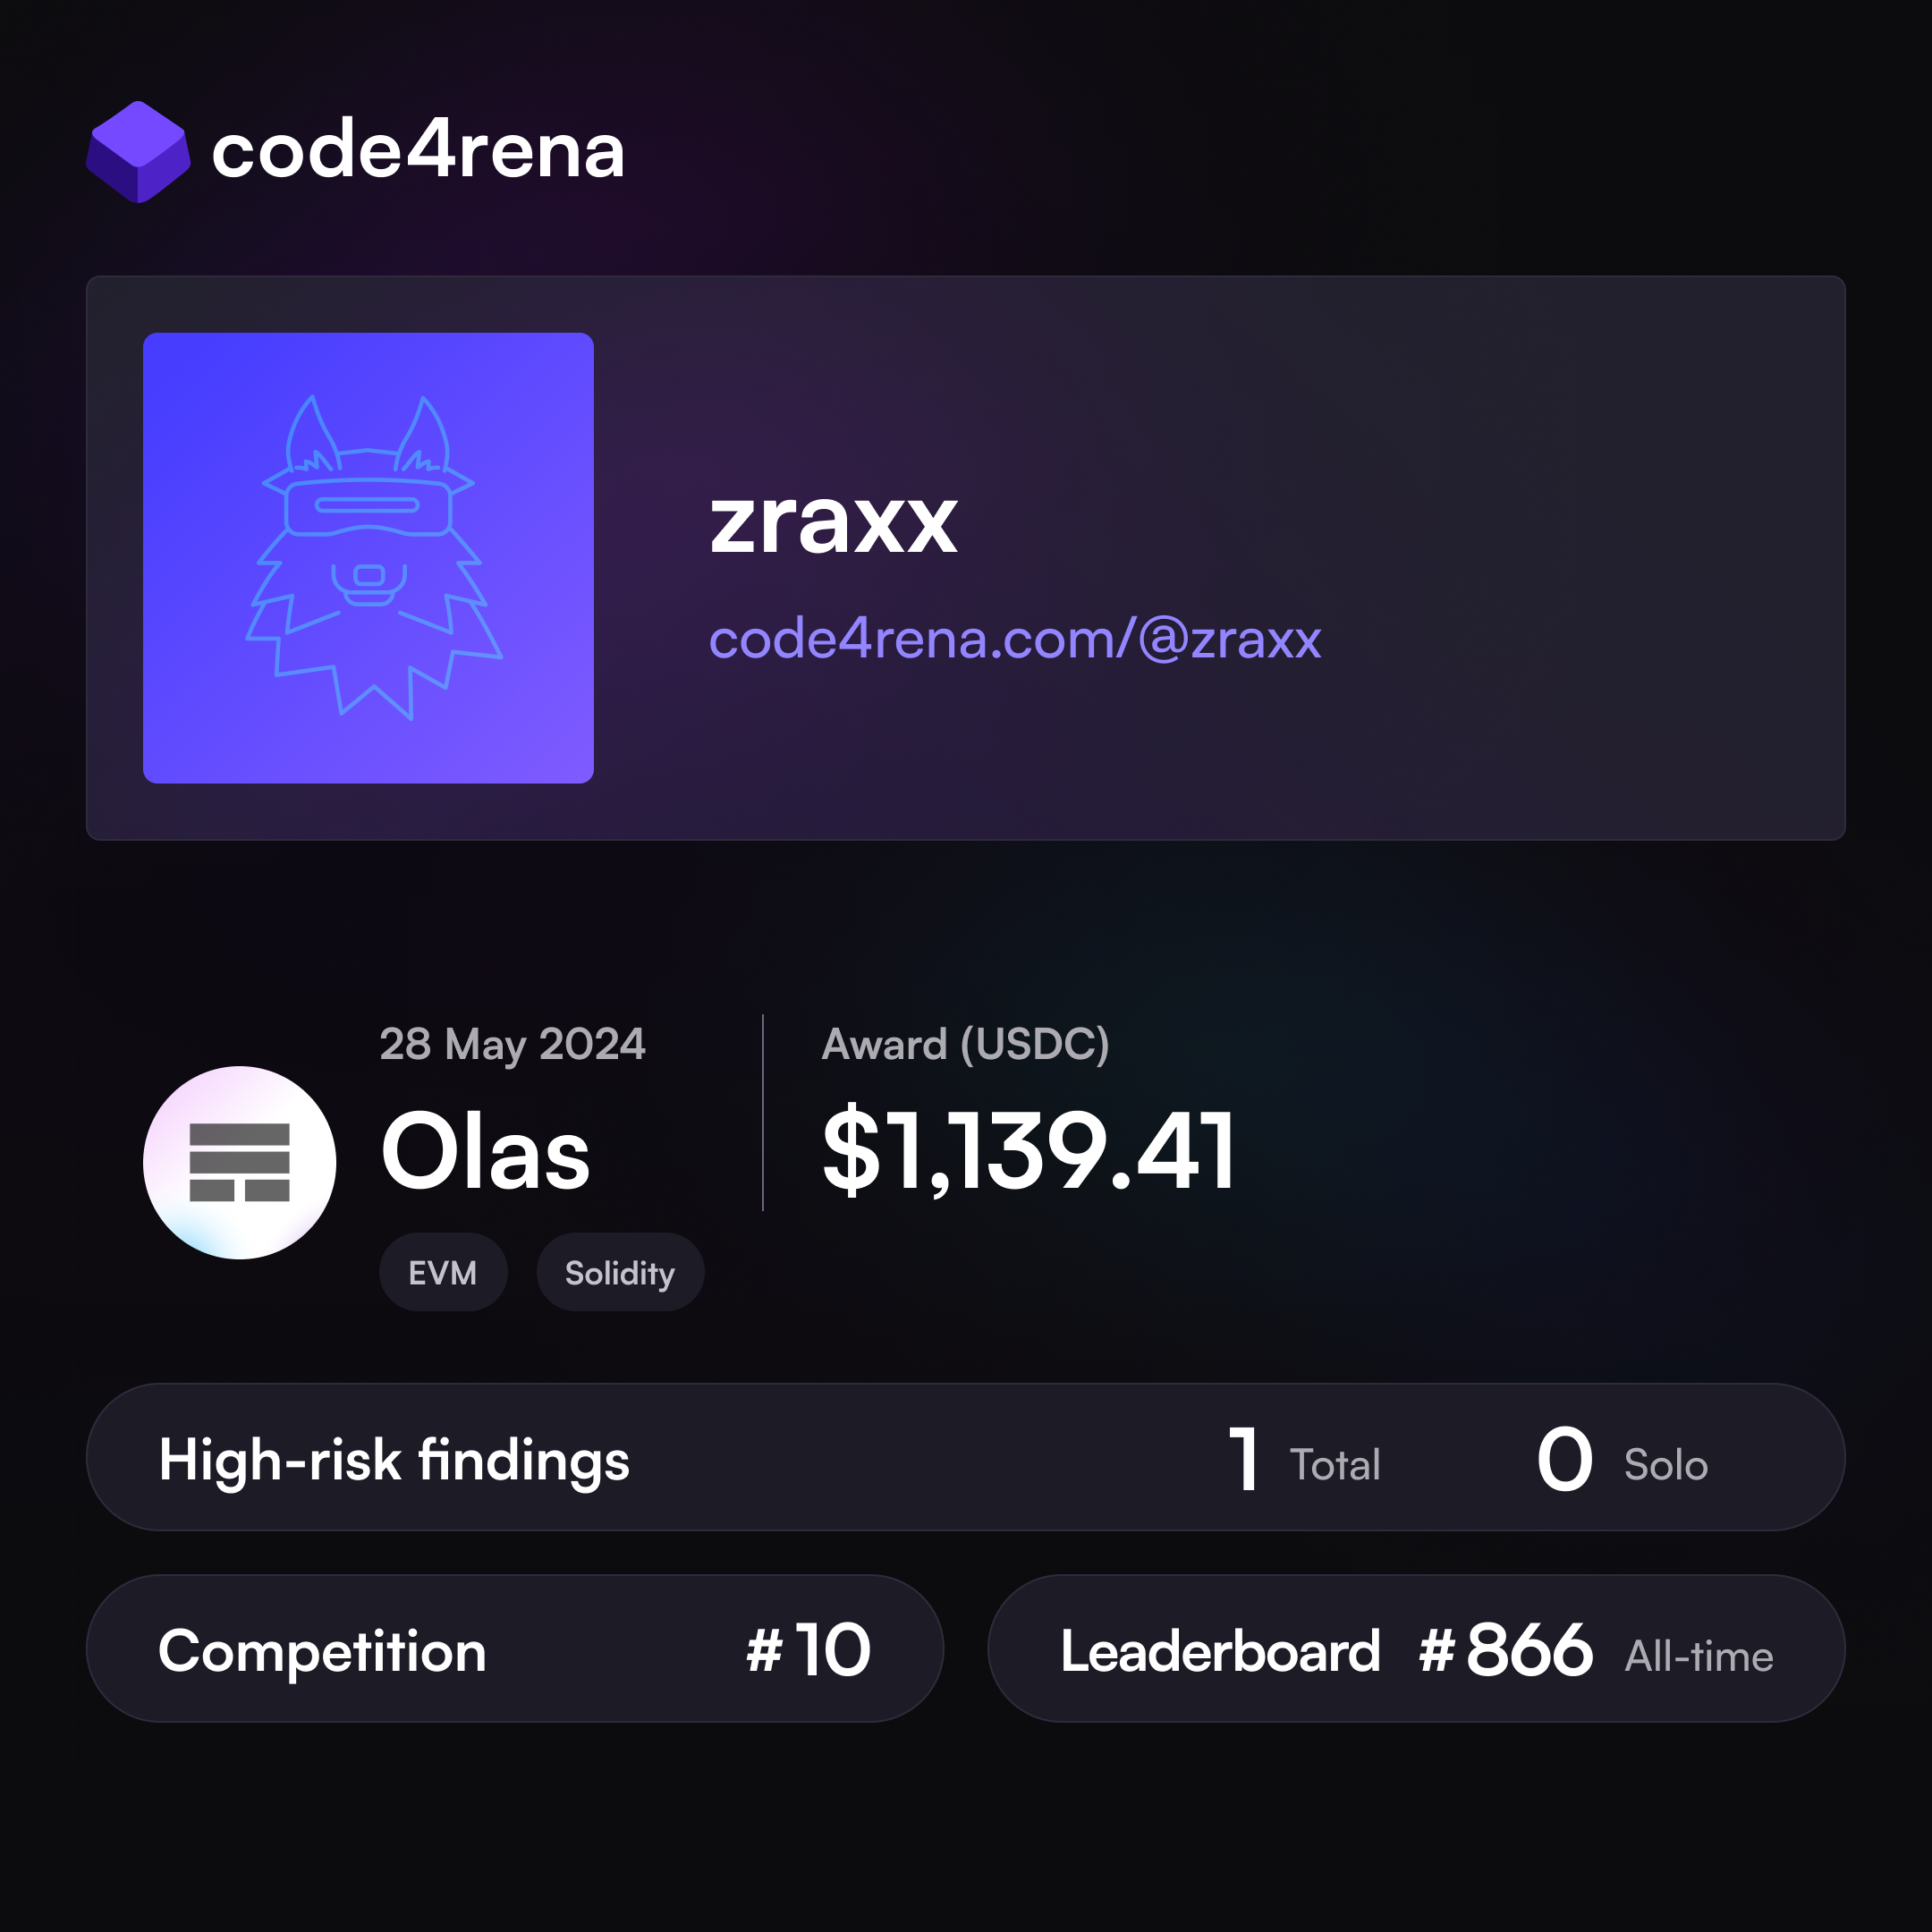 code4rena
zraxx
code4rena.com/@zraxx
28 May 2024
Olas
EVM Solidity
Award (USDC)
$1,139.41
High-risk findings 1 Total 0 Solo
Competition #10
Leaderboard #866 All-time